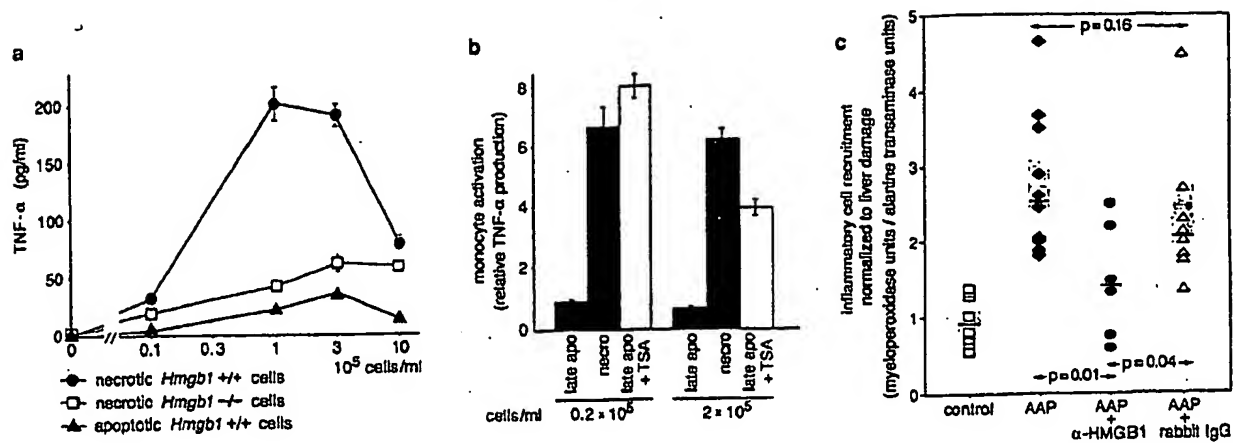 a
TNF-α (pg/ml)
200
150
100
50
0
0
0.1
0.3
1
3
10
10⁵ cells/ml
necrotic Hmgb1 +/+ cells
necrotic Hmgb1 -/- cells
apoptotic Hmgb1 +/+ cells
b
monocyte activation
(relative TNF-α production)
8
6
4
2
0
late apo
necro
late apo
+ TSA
late apo
necro
late apo
+ TSA
cells/ml
0.2 × 10⁵
2 × 10⁵
c
Inflammatory cell recruitment
normalized to liver damage
(myeloperoxidase units / alanine transaminase units)
5
4
3
2
1
0
p = 0.16
p = 0.04
p = 0.01
control
AAP
AAP
+
α-HMGB1
AAP
+
rabbit IgG